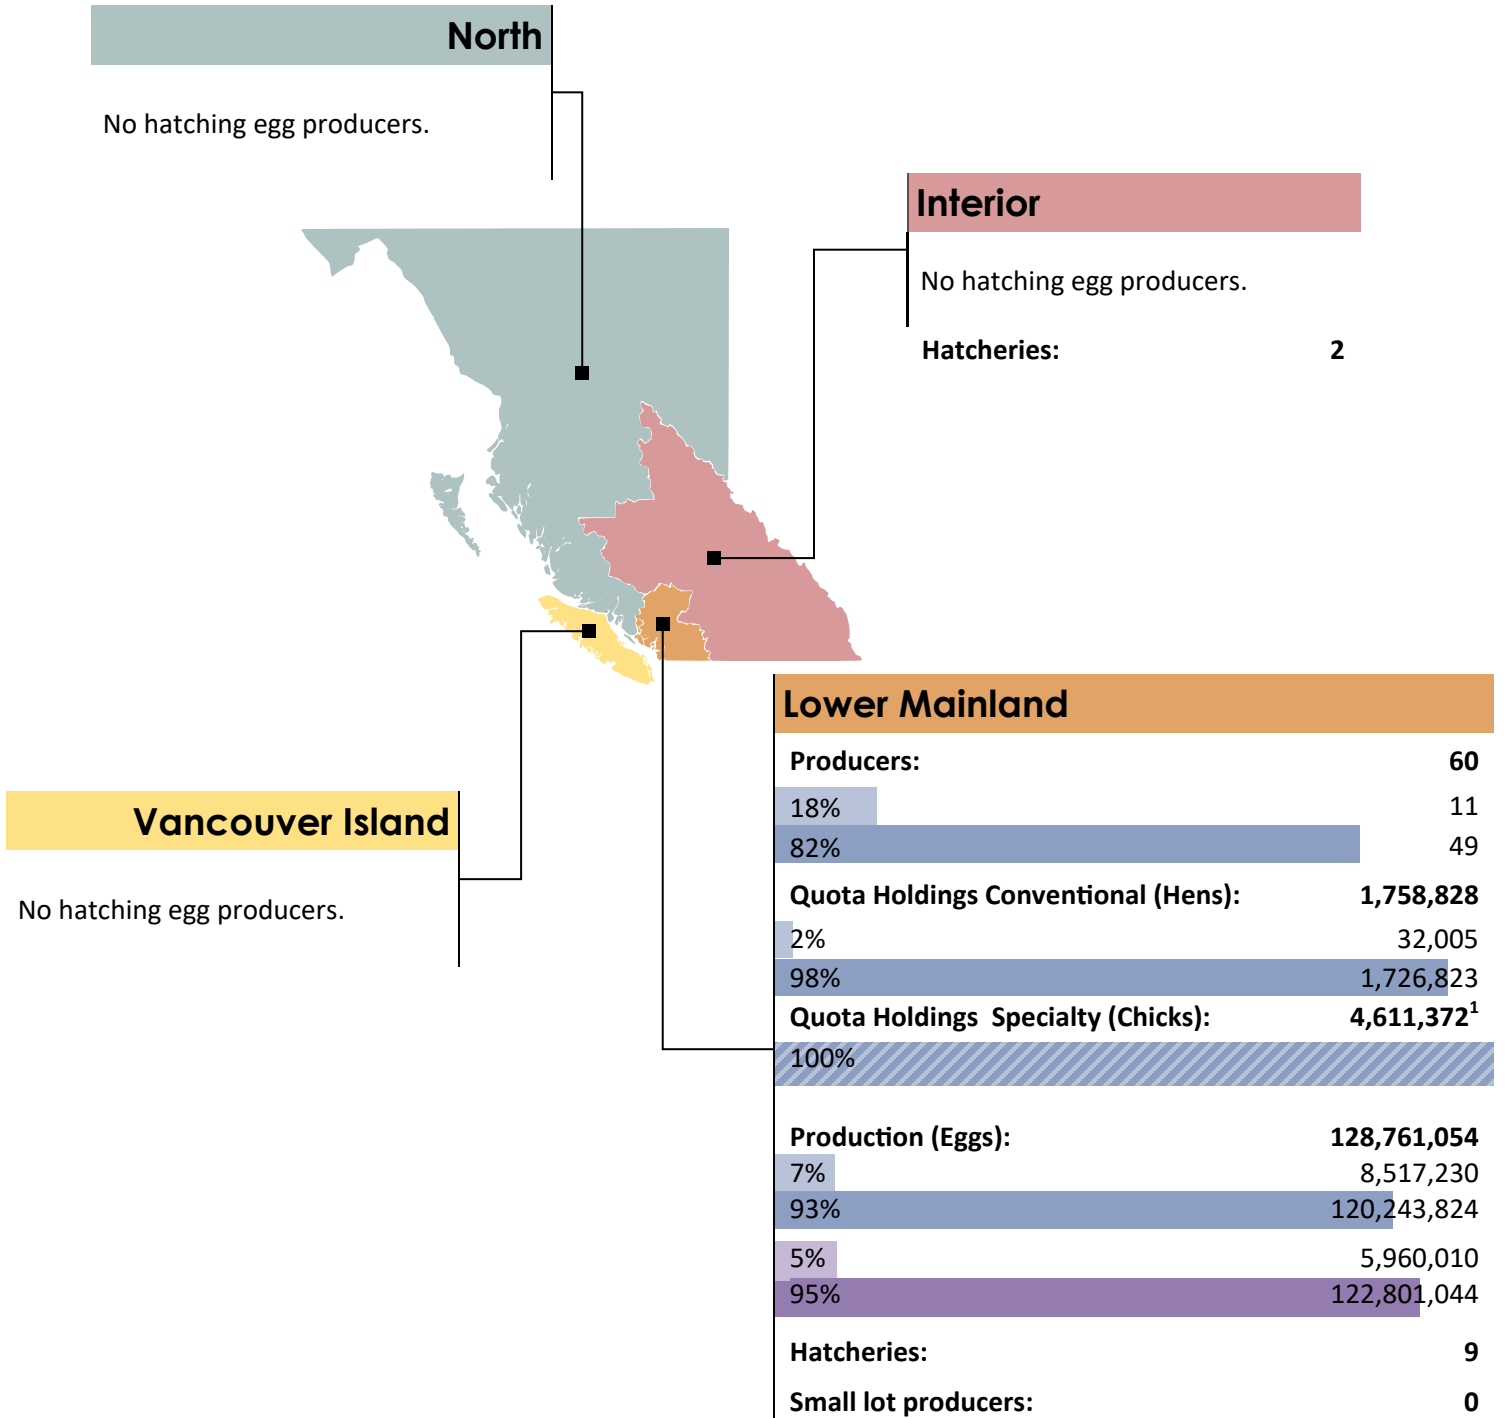 North
No hatching egg producers.
Interior
No hatching egg producers.
Hatcheries: 2
Lower Mainland
Producers: 60
18% 11
82% 49
Quota Holdings Conventional (Hens): 1,758,828
2% 32,005
98% 1,726,823
Quota Holdings Specialty (Chicks): 4,611,372¹
100%
Production (Eggs): 128,761,054
7% 8,517,230
93% 120,243,824
5% 5,960,010
95% 122,801,044
Hatcheries: 9
Small lot producers: 0
Vancouver Island
No hatching egg producers.